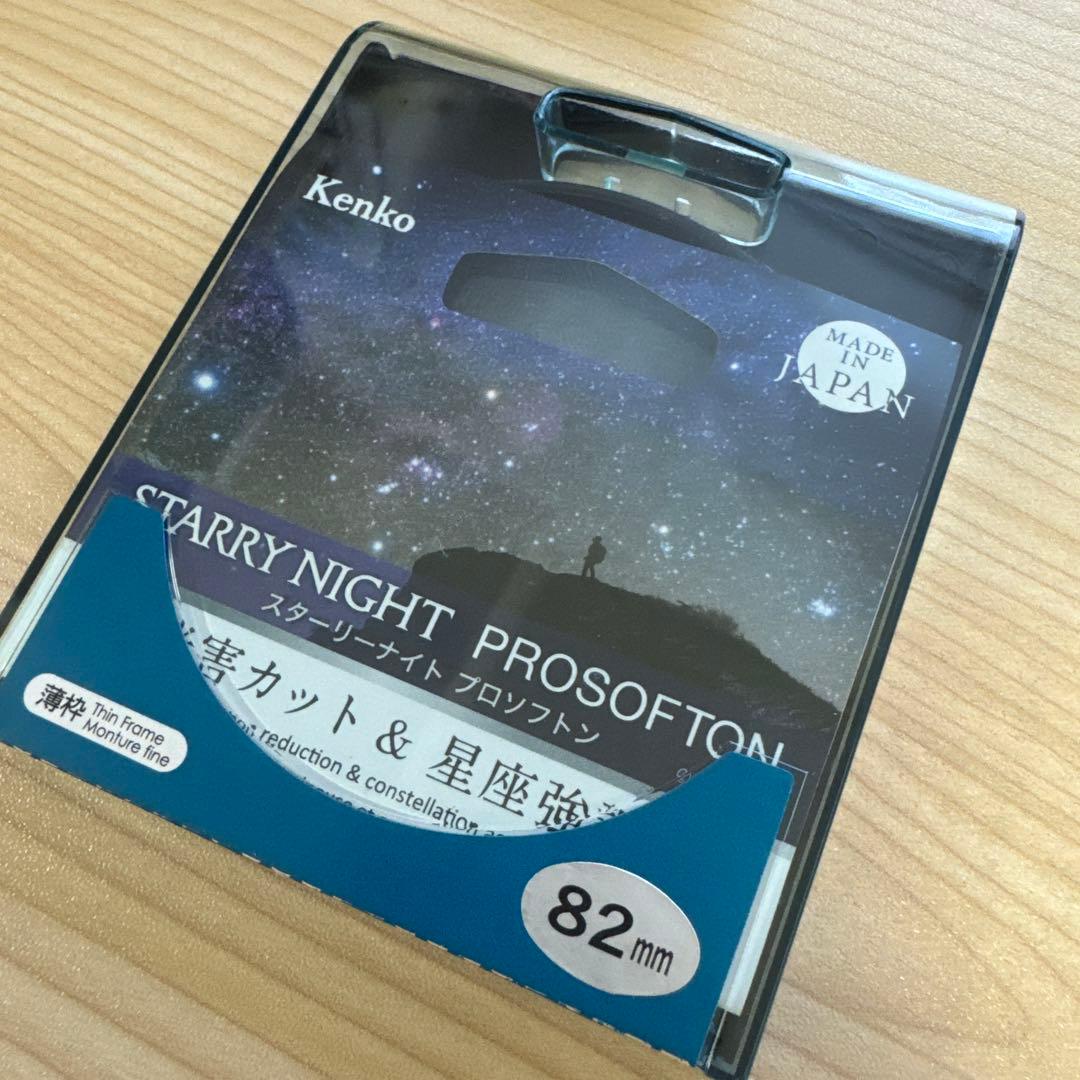 Kenko
MADE
IN
JAPAN
STARRY NIGHT PROSOFTON
スターリーナイト プロソフトン
害カット & 星座強
reduction & constellation
薄枠 Thin Frame
Monture fine
82mm